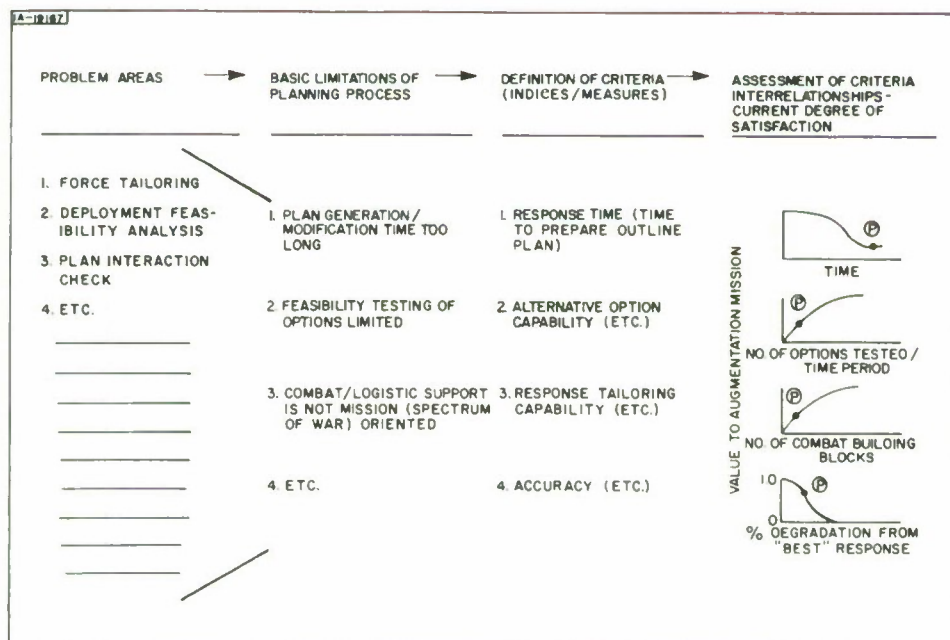 IA-19167
PROBLEM AREAS
BASIC LIMITATIONS OF
PLANNING PROCESS
DEFINITION OF CRITERIA
(INDICES/MEASURES)
ASSESSMENT OF CRITERIA
INTERRELATIONSHIPS-
CURRENT DEGREE OF
SATISFACTION
1. FORCE TAILORING
2. DEPLOYMENT FEAS-
IBILITY ANALYSIS
3. PLAN INTERACTION
CHECK
4. ETC.
1. PLAN GENERATION/
MODIFICATION TIME TOO
LONG
2. FEASIBILITY TESTING OF
OPTIONS LIMITED
3. COMBAT/LOGISTIC SUPPORT
IS NOT MISSION (SPECTRUM
OF WAR) ORIENTED
4. ETC.
1. RESPONSE TIME (TIME
TO PREPARE OUTLINE
PLAN)
2. ALTERNATIVE OPTION
CAPABILITY (ETC.)
3. RESPONSE TAILORING
CAPABILITY (ETC.)
4. ACCURACY (ETC.)
VALUE TO AUGMENTATION MISSION
P
TIME
P
NO. OF OPTIONS TESTED/
TIME PERIOD
P
NO. OF COMBAT BUILDING
BLOCKS
1.0
P
0
% DEGRADATION FROM
"BEST" RESPONSE